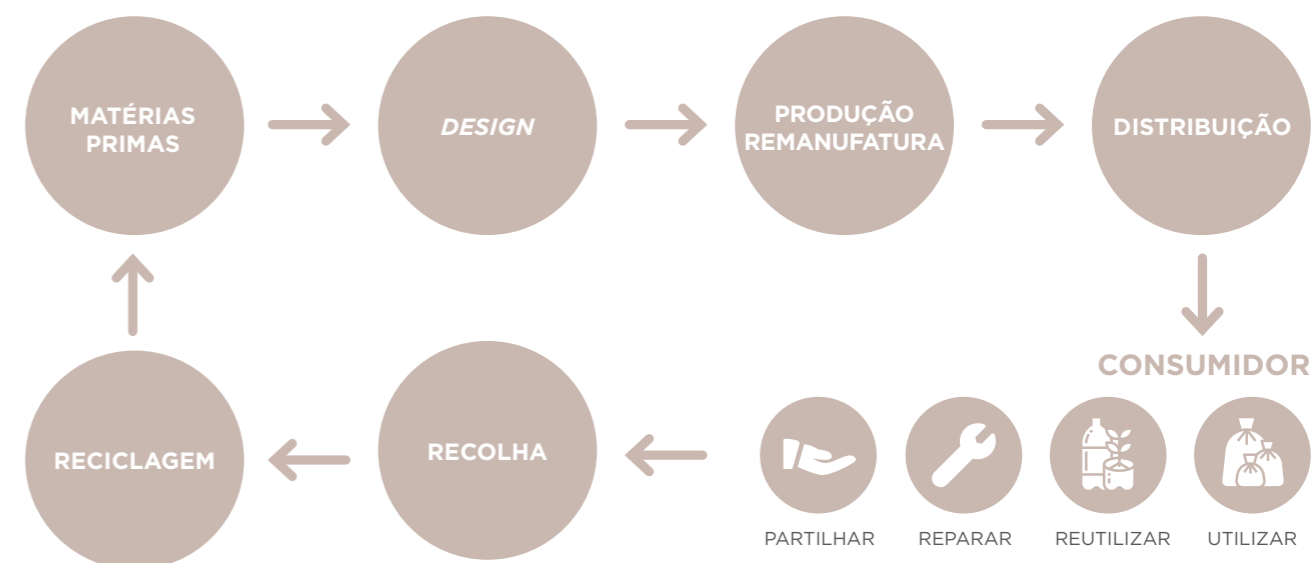 MATÉRIAS
PRIMAS
DESIGN
PRODUÇÃO
REMANUFATURA
DISTRIBUIÇÃO
CONSUMIDOR
RECICLAGEM
RECOLHA
PARTILHAR
REPARAR
REUTILIZAR
UTILIZAR